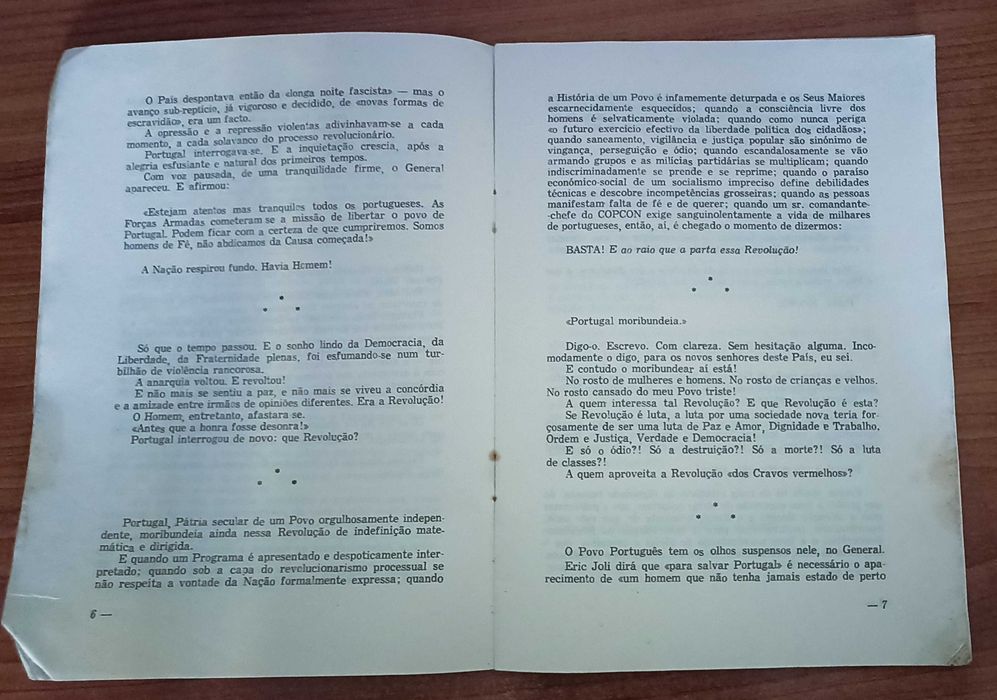 O País despontava então da «longa noite fascista» — mas o
avanço sub-reptício, já vigoroso e decidido, de «novas formas de
escravidão», era um facto.
A opressão e a repressão violentas adivinhavam-se a cada
momento, a cada solavanco do processo revolucionário.
Portugal interrogava-se. E a inquietação crescia, após a
alegria esfusiante e natural dos primeiros tempos.
Com voz pausada, de uma tranquilidade firme, o General
apareceu. E afirmou:
«Estejam atentos mas tranquilos todos os portugueses. As
Forças Armadas cometeram-se a missão de libertar o povo de
Portugal. Podem ficar com a certeza de que cumpriremos. Somos
homens de Fé, não abdicamos da Causa começada!»
A Nação respirou fundo. Havia Homem!
Só que o tempo passou. E o sonho lindo da Democracia, da
Liberdade, da Fraternidade plenas, foi esfumando-se num tur-
bilhão de violência rancorosa.
A anarquia voltou. E revoltou!
E não mais se sentiu a paz, e não mais se viveu a concórdia
e a amizade entre irmãos de opiniões diferentes. Era a Revolução!
O Homem, entretanto, afastara-se.
«Antes que a honra fosse desonra!»
Portugal interrogou de novo: que Revolução?
Portugal, Pátria secular de um Povo orgulhosamente indepen-
dente, moribundeia ainda nessa Revolução de indefinição mate-
mática e dirigida.
E quando um Programa é apresentado e despoticamente inter-
pretado; quando sob a capa do revolucionarismo processual se
não respeita a vontade da Nação formalmente expressa; quando
6 —
a História de um Povo é infamemente deturpada e os Seus Maiores
escarnecidamente esquecidos; quando a consciência livre dos
homens é selvaticamente violada; quando como nunca periga
«o futuro exercício efectivo da liberdade política dos cidadãos»;
quando saneamento, vigilância e justiça popular são sinónimo de
vingança, perseguição e ódio; quando escandalosamente se vão
armando grupos e as milícias partidárias se multiplicam; quando
indiscriminadamente se prende e se reprime; quando o paraíso
económico-social de um socialismo impreciso define debilidades
técnicas e descobre incompetências grosseiras; quando as pessoas
manifestam falta de fé e de querer; quando um sr. comandante-
-chefe do COPCON exige sanguinolentamente a vida de milhares
de portugueses, então, aí, é chegado o momento de dizermos:
BASTA! E ao raio que a parta essa Revolução!
«Portugal moribundeia.»
Digo-o. Escrevo. Com clareza. Sem hesitação alguma. Inco-
modamente o digo, para os novos senhores deste País, eu sei.
E contudo o moribundear aí está!
No rosto de mulheres e homens. No rosto de crianças e velhos.
No rosto cansado do meu Povo triste!
A quem interessa tal Revolução? E que Revolução é esta?
Se Revolução é luta, a luta por uma sociedade nova teria for-
çosamente de ser uma luta de Paz e Amor, Dignidade e Trabalho,
Ordem e Justiça, Verdade e Democracia!
E só o ódio?! Só a destruição?! Só a morte?! Só a luta
de classes?!
A quem aproveita a Revolução «dos Cravos vermelhos»?
O Povo Português tem os olhos suspensos nele, no General.
Eric Joli dirá que «para salvar Portugal» é necessário o apa-
recimento de «um homem que não tenha jamais estado de perto
— 7